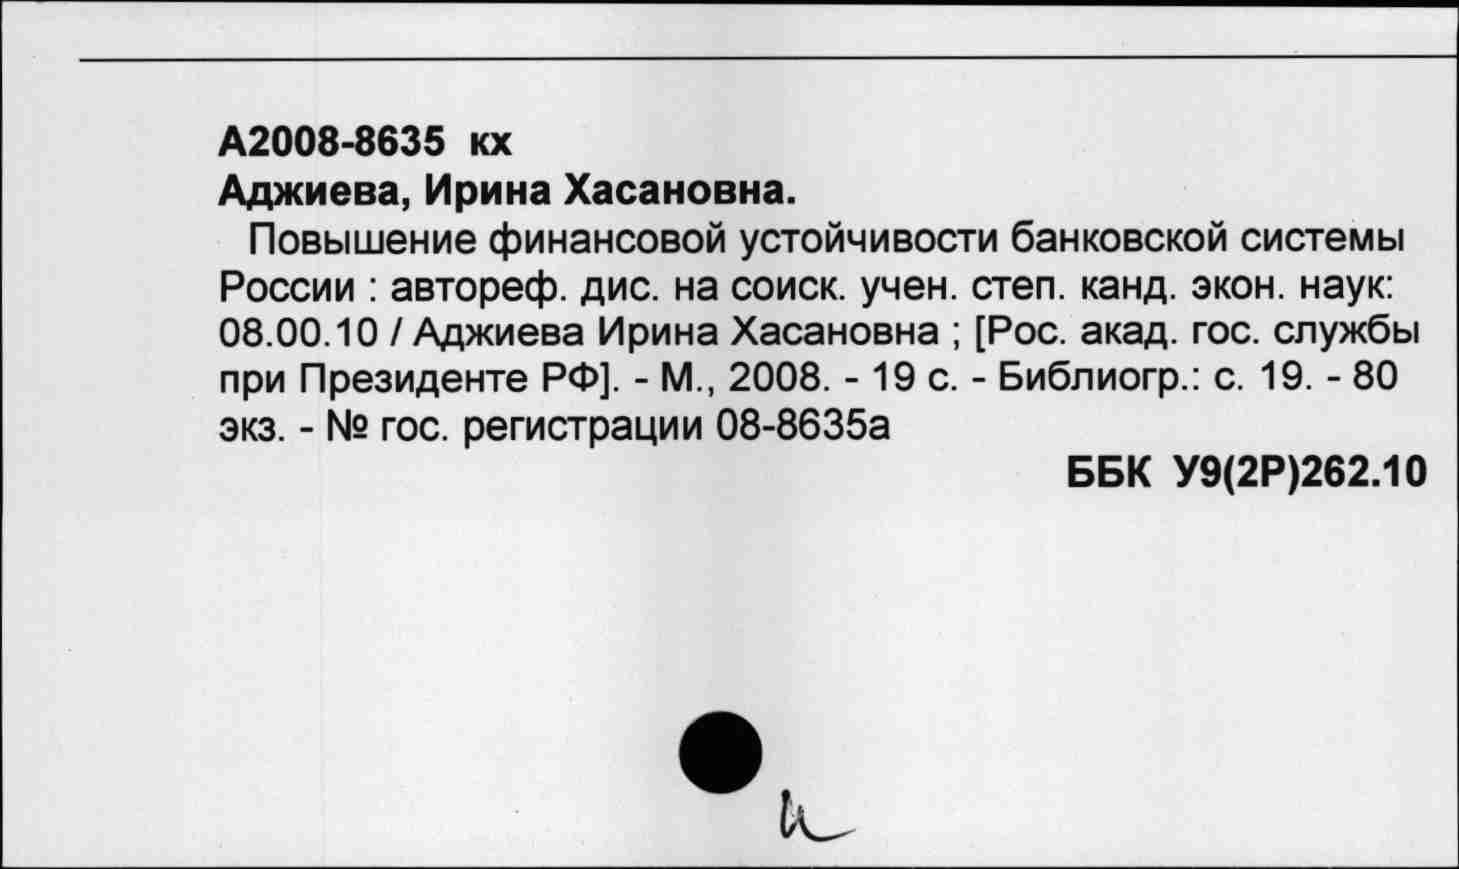 А2008-8635 кх
Аджиева, Ирина Хасановна.
Повышение финансовой устойчивости банковской системы
России : автореф. дис. на соиск. учен. степ. канд. экон. наук:
08.00.10 / Аджиева Ирина Хасановна ; [Рос. акад. гос. службы
при Президенте РФ]. - М., 2008. - 19 с. - Библиогр.: с. 19. - 80
экз. - № гос. регистрации 08-8635а
ББК У9(2Р)262.10